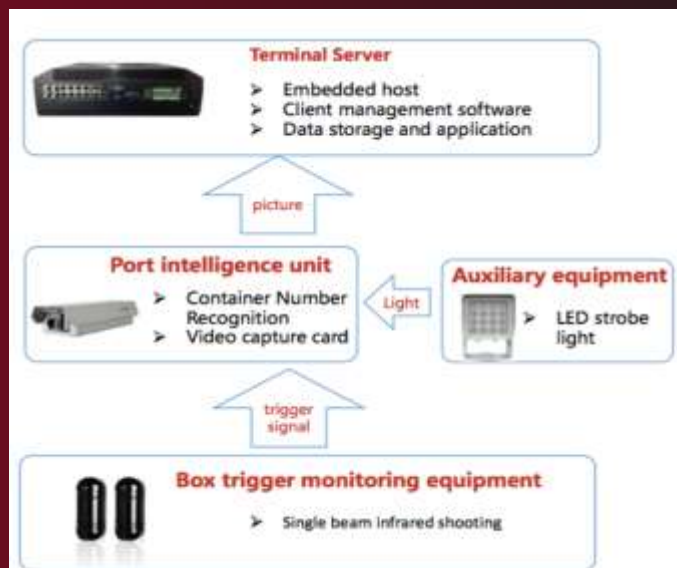 Terminal Server
➢ Embedded host
➢ Client management software
➢ Data storage and application
picture
Port intelligence unit
➢ Container Number
Recognition
➢ Video capture card
Light
Auxiliary equipment
➢ LED strobe
light
trigger
signal
Box trigger monitoring equipment
➢ Single beam infrared shooting